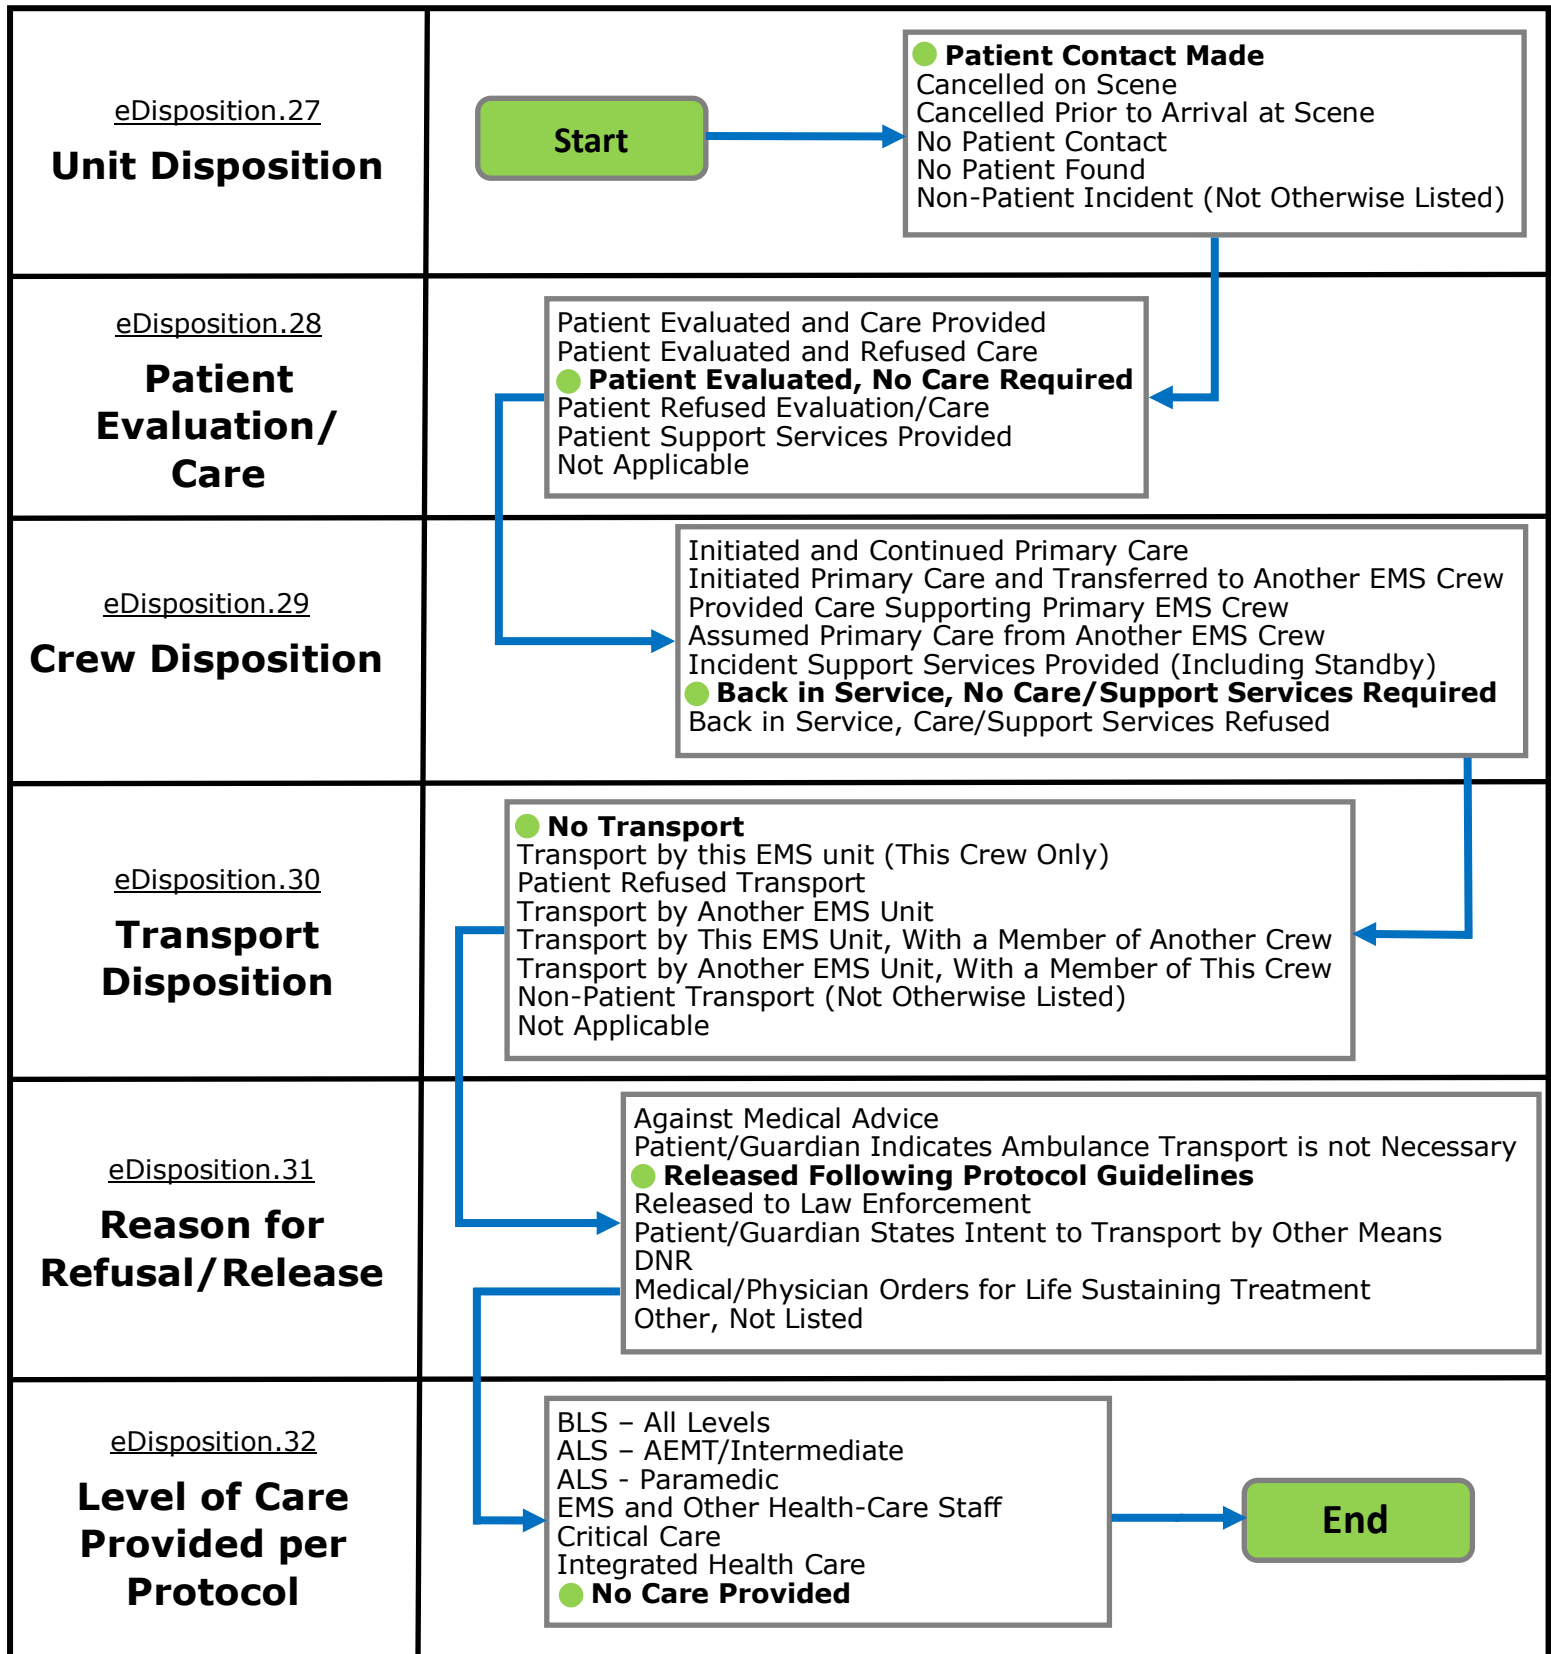 eDisposition.27
Unit Disposition
Start
Patient Contact Made
Cancelled on Scene
Cancelled Prior to Arrival at Scene
No Patient Contact
No Patient Found
Non-Patient Incident (Not Otherwise Listed)
eDisposition.28
Patient
Evaluation/
Care
Patient Evaluated and Care Provided
Patient Evaluated and Refused Care
Patient Evaluated, No Care Required
Patient Refused Evaluation/Care
Patient Support Services Provided
Not Applicable
eDisposition.29
Crew Disposition
Initiated and Continued Primary Care
Initiated Primary Care and Transferred to Another EMS Crew
Provided Care Supporting Primary EMS Crew
Assumed Primary Care from Another EMS Crew
Incident Support Services Provided (Including Standby)
Back in Service, No Care/Support Services Required
Back in Service, Care/Support Services Refused
eDisposition.30
Transport
Disposition
No Transport
Transport by this EMS unit (This Crew Only)
Patient Refused Transport
Transport by Another EMS Unit
Transport by This EMS Unit, With a Member of Another Crew
Transport by Another EMS Unit, With a Member of This Crew
Non-Patient Transport (Not Otherwise Listed)
Not Applicable
eDisposition.31
Reason for
Refusal/Release
Against Medical Advice
Patient/Guardian Indicates Ambulance Transport is not Necessary
Released Following Protocol Guidelines
Released to Law Enforcement
Patient/Guardian States Intent to Transport by Other Means
DNR
Medical/Physician Orders for Life Sustaining Treatment
Other, Not Listed
eDisposition.32
Level of Care
Provided per
Protocol
BLS – All Levels
ALS – AEMT/Intermediate
ALS - Paramedic
EMS and Other Health-Care Staff
Critical Care
Integrated Health Care
No Care Provided
End